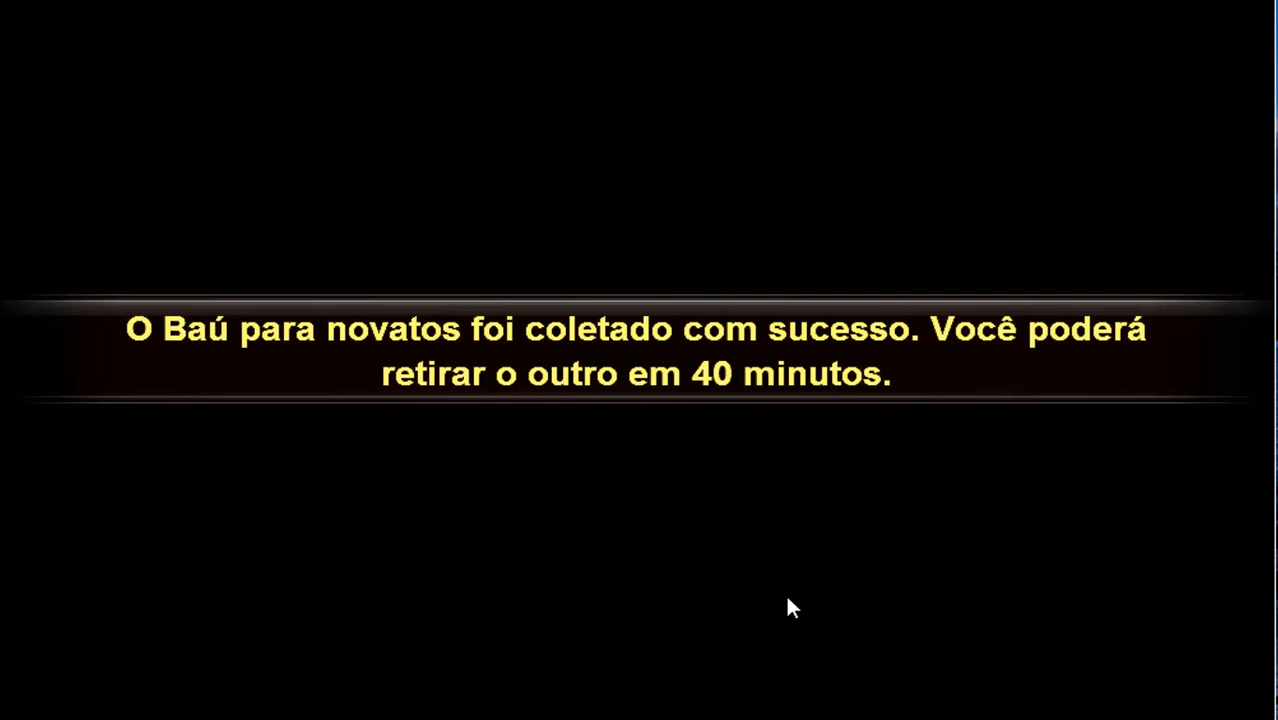 O Baú para novatos foi coletado com sucesso. Você poderá
retirar o outro em 40 minutos.